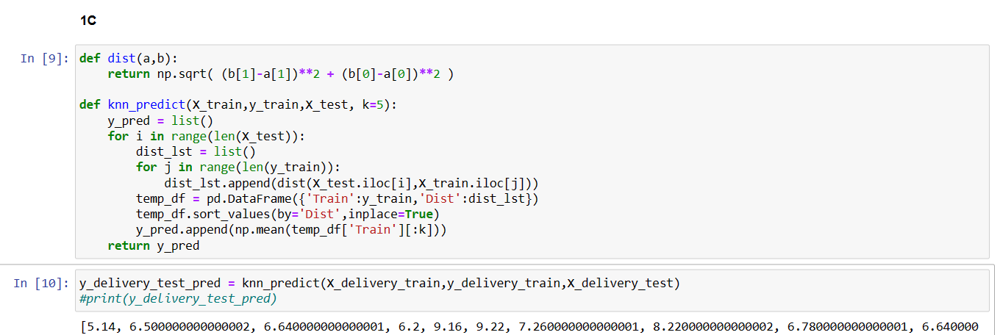 1C
In [9]: def dist(a,b):
    return np.sqrt( (b[1]-a[1])**2 + (b[0]-a[0])**2 )
def knn_predict(X_train,y_train,X_test, k=5):
    y_pred = list()
    for i in range(len(X_test)):
        dist_lst = list()
        for j in range(len(y_train)):
            dist_lst.append(dist(X_test.iloc[i],X_train.iloc[j]))
        temp_df = pd.DataFrame({'Train':y_train,'Dist':dist_lst})
        temp_df.sort_values(by='Dist',inplace=True)
        y_pred.append(np.mean(temp_df['Train'][:k]))
    return y_pred
In [10]: y_delivery_test_pred = knn_predict(X_delivery_train,y_delivery_train,X_delivery_test)
#print(y_delivery_test_pred)
[5.14, 6.500000000000002, 6.640000000000001, 6.2, 9.16, 9.22, 7.260000000000001, 8.220000000000002, 6.780000000000001, 6.640000